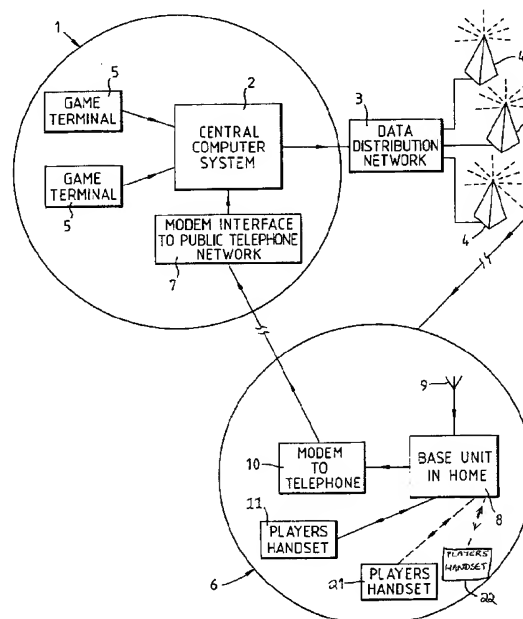 1
5
GAME
TERMINAL
GAME
TERMINAL
5
2
CENTRAL
COMPUTER
SYSTEM
MODEM INTERFACE
TO PUBLIC TELEPHONE
NETWORK
7
3
DATA
DISTRIBUTION
NETWORK
4
4
4
9
10
MODEM
TO
TELEPHONE
BASE UNIT
IN HOME
8
11
PLAYERS
HANDSET
21
PLAYERS
HANDSET
PLAYERS
HANDSET
22
6